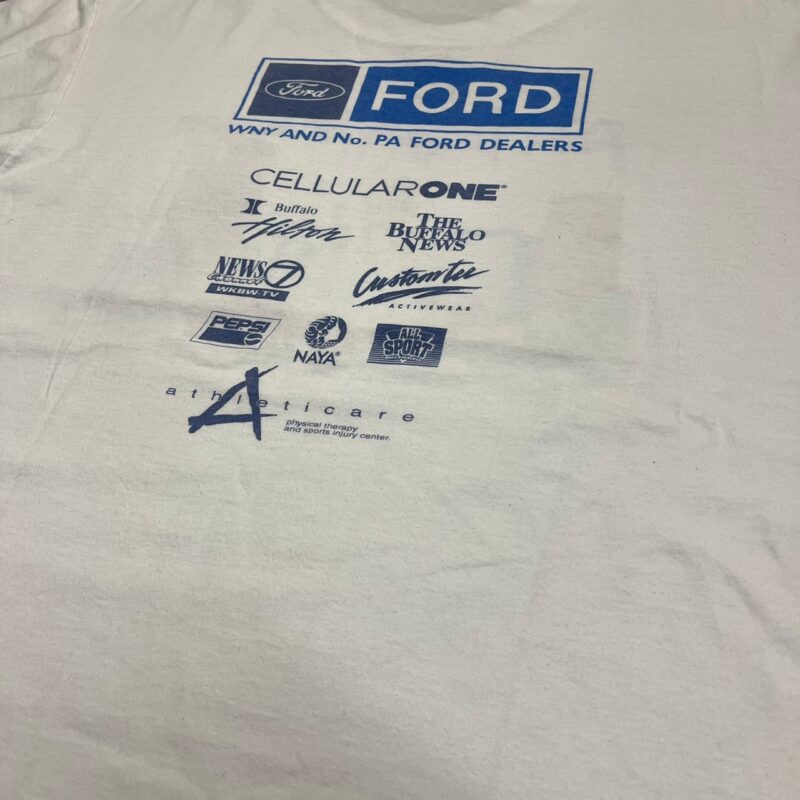 Ford FORD
WNY AND No. PA FORD DEALERS
CELLULARONE®
Buffalo
Hilton
THE
BUFFALO
NEWS
NEWS 7
CHANNEL
WKBW-TV
Customtee
ACTIVEWEAR
PEPSI
NAYA®
ALL
SPORT
athleticare
physical therapy
and sports injury center.